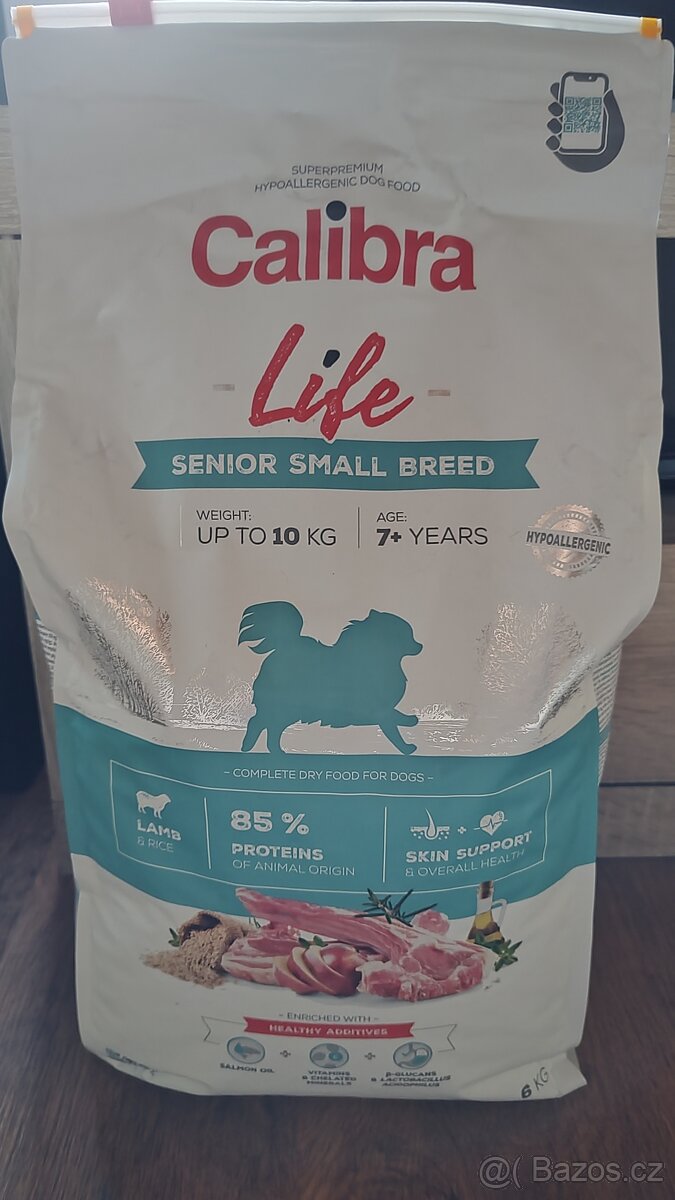 SUPERPREMIUM
HYPOALLERGENIC DOG FOOD
Calibra
Life
SENIOR SMALL BREED
WEIGHT:
UP TO 10 KG
AGE:
7+ YEARS
HYPOALLERGENIC
- COMPLETE DRY FOOD FOR DOGS -
LAMB
& RICE
85 %
PROTEINS
OF ANIMAL ORIGIN
+
SKIN SUPPORT
& OVERALL HEALTH
- ENRICHED WITH -
HEALTHY ADDITIVES
+ +
SALMON OIL
VITAMINS
& CHELATED
MINERALS
β-GLUCANS
& LACTOBACILLUS
ACIDOPHILUS
6 KG
@( Bazos.cz